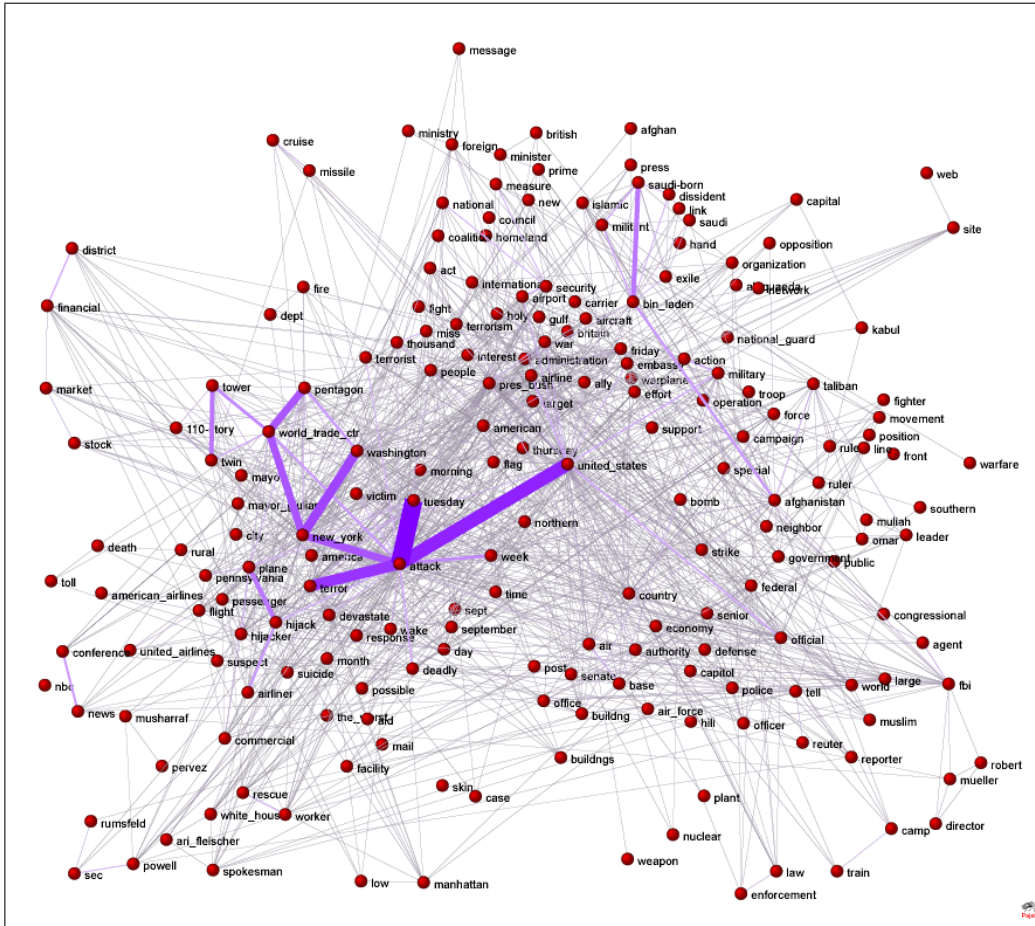 message
cruise
ministry
british
afghan
foreign
minister
missile
prime
press
web
measure
saudi-born
national
new
islamic
dissident
capital
link
council
militant
saudi
site
coalition
homeland
hand
opposition
district
organization
act
international
security
exile
fire
network
financial
fight
airport
carrier
bin_laden
dept
holy
gulf
aircraft
terrorism
miss
britain
kabul
thousand
war
national_guard
terrorist
interest
administration
friday
action
people
airline
embassy
military
market
tower
pentagon
pres_bush
ally
warplane
taliban
effort
troop
fighter
target
operation
force
movement
110-story
world_trade_ctr
american
support
campaign
position
stock
washington
thursday
rule
line
front
twin
morning
flag
united_states
special
warfare
mayo
ruler
victim
tuesday
bomb
afghanistan
southern
city
northern
neighbor
muliah
new_york
omar
leader
death
rural
america
attack
week
strike
government
public
plane
toll
pennsylvania
terror
time
country
federal
american_airlines
passenger
flight
devastate
sept
senior
congressional
hijack
hijacker
response
wake
september
economy
official
conference
united_airlines
suspect
month
day
air
authority
defense
agent
nbc
airliner
suicide
deadly
post
senate
base
capitol
police
tell
world
large
fbi
news
musharraf
possible
office
buildng
air_force
hill
officer
muslim
the_worst
aid
commercial
mail
reuter
pervez
facility
buildngs
reporter
robert
rescue
skin
case
plant
mueller
rumsfeld
white_hous
worker
ari_fleischer
nuclear
camp
director
sec
powell
spokesman
low
manhattan
weapon
law
train
enforcement